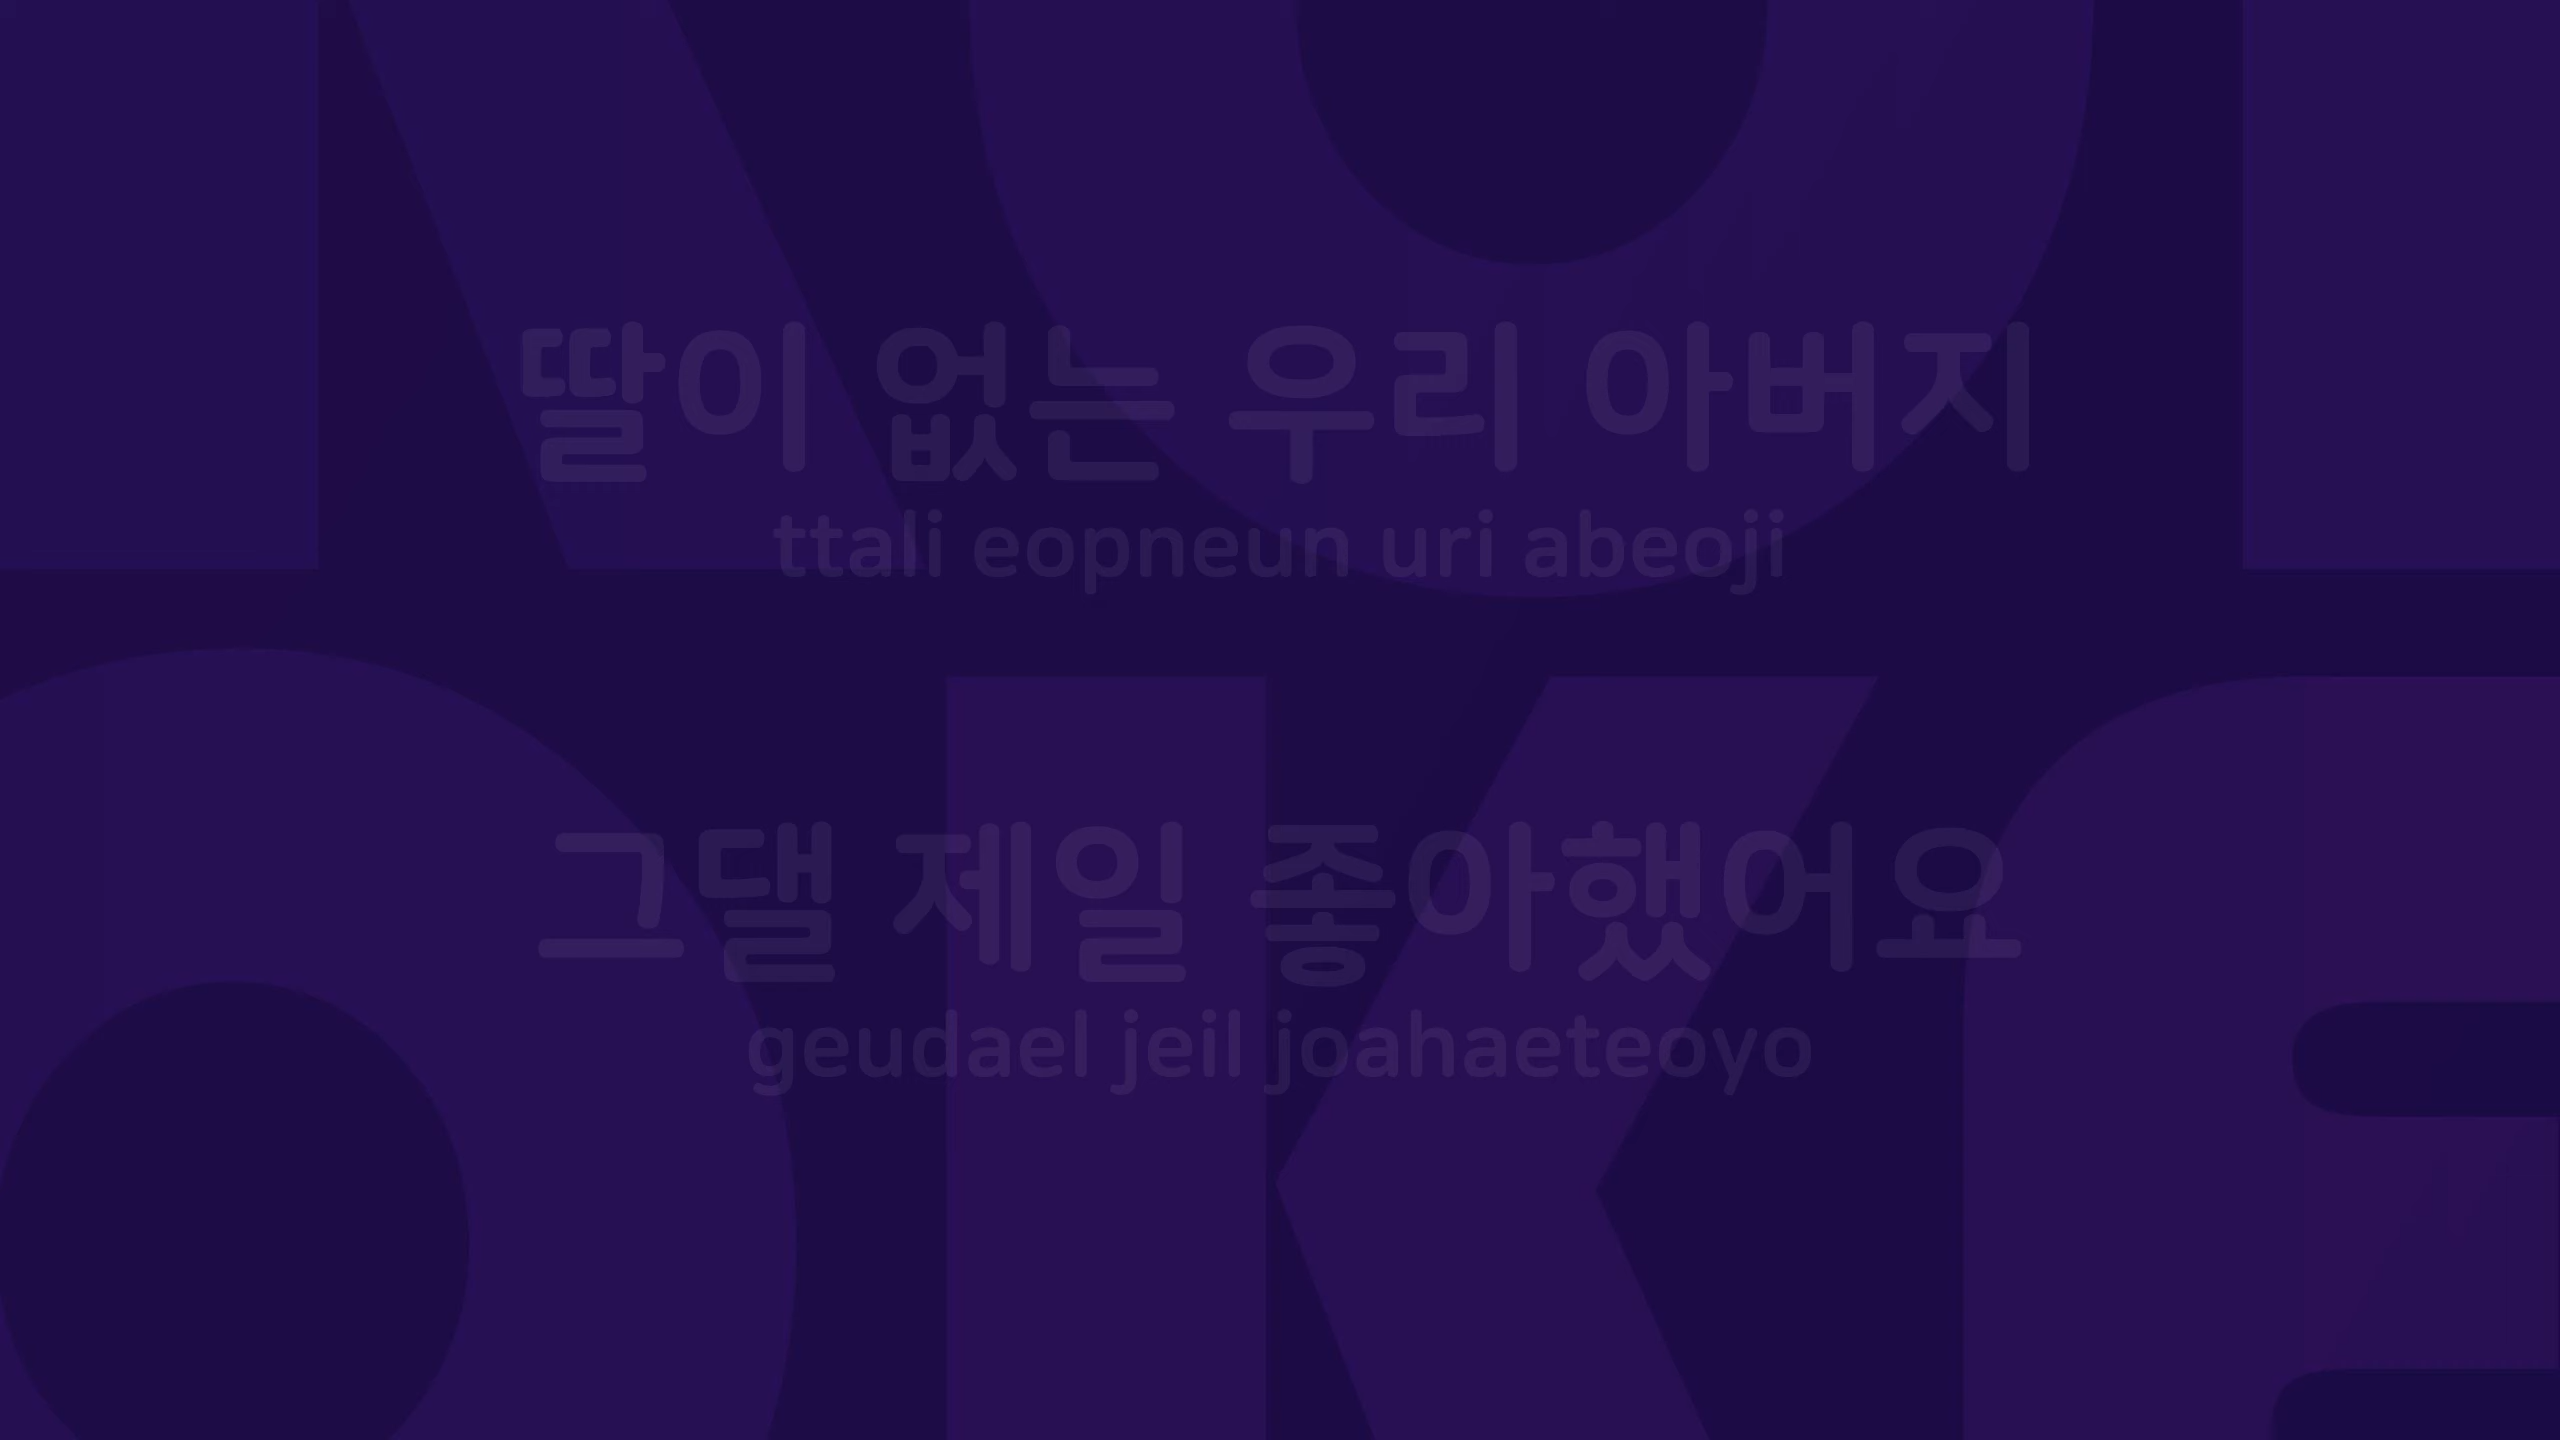 딸이 없는 우리 아버지
ttali eopneun uri abeoji
그댈 제일 좋아했어요
geudael jeil joahaeteoyo